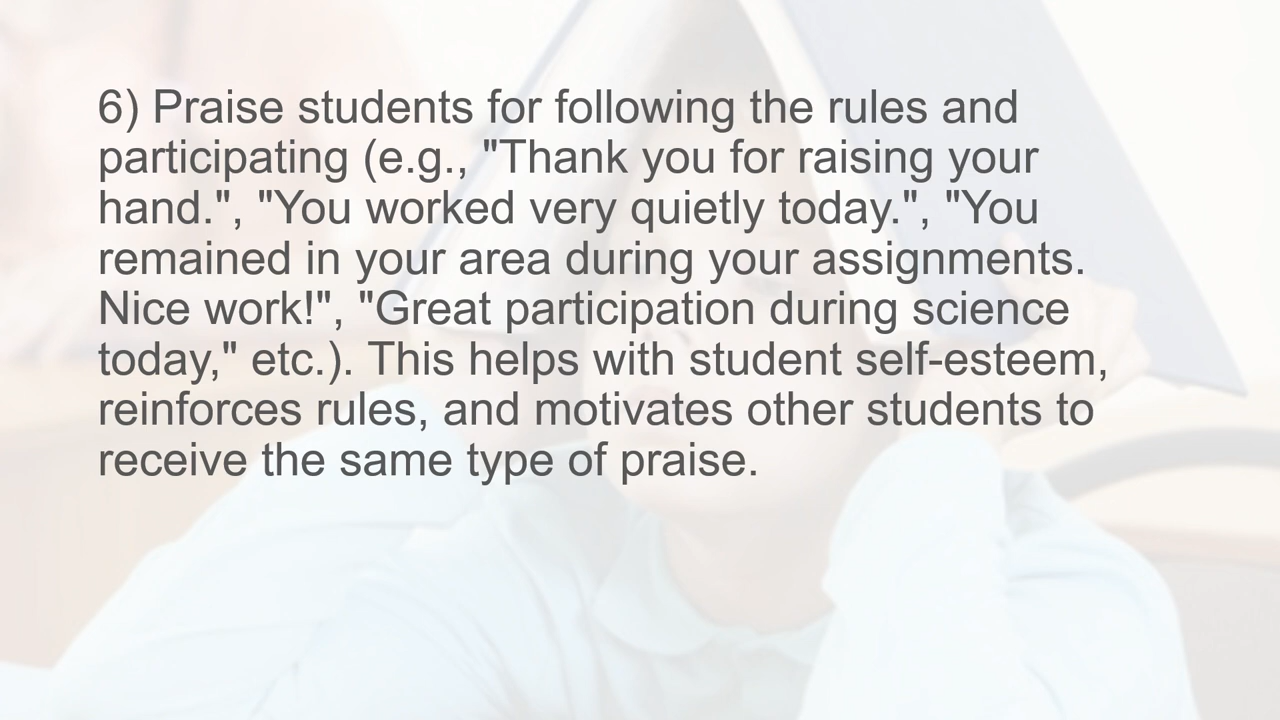 6) Praise students for following the rules and
participating (e.g., "Thank you for raising your
hand.", "You worked very quietly today.", "You
remained in your area during your assignments.
Nice work!", "Great participation during science
today," etc.). This helps with student self-esteem,
reinforces rules, and motivates other students to
receive the same type of praise.